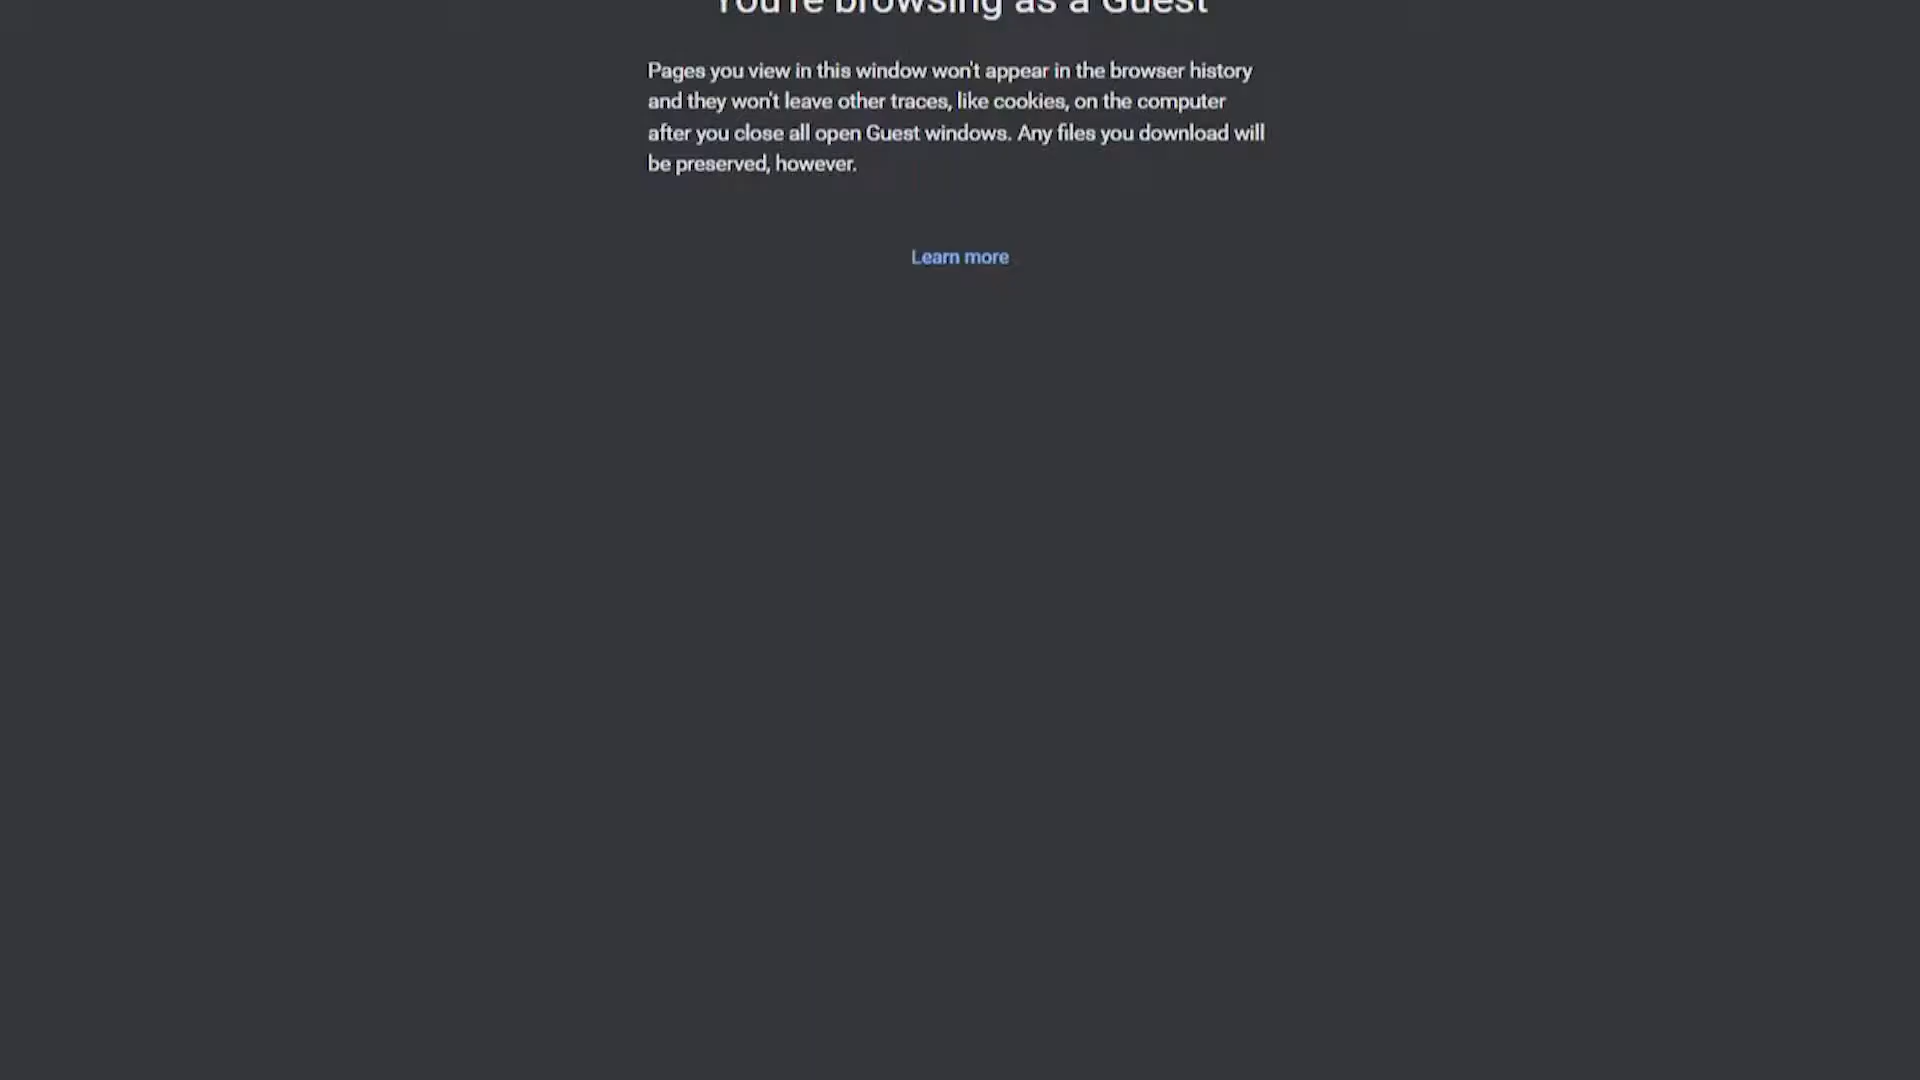 You're browsing as a Guest
Pages you view in this window won't appear in the browser history
and they won't leave other traces, like cookies, on the computer
after you close all open Guest windows. Any files you download will
be preserved, however.
Learn more